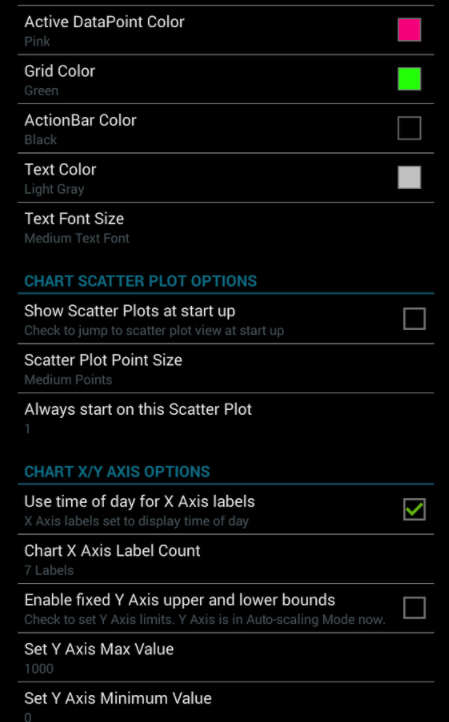 Active DataPoint Color
Pink
Grid Color
Green
ActionBar Color
Black
Text Color
Light Gray
Text Font Size
Medium Text Font
CHART SCATTER PLOT OPTIONS
Show Scatter Plots at start up
Check to jump to scatter plot view at start up
Scatter Plot Point Size
Medium Points
Always start on this Scatter Plot
1
CHART X/Y AXIS OPTIONS
Use time of day for X Axis labels
X Axis labels set to display time of day
Chart X Axis Label Count
7 Labels
Enable fixed Y Axis upper and lower bounds
Check to set Y Axis limits. Y Axis is in Auto-scaling Mode now.
Set Y Axis Max Value
1000
Set Y Axis Minimum Value
0